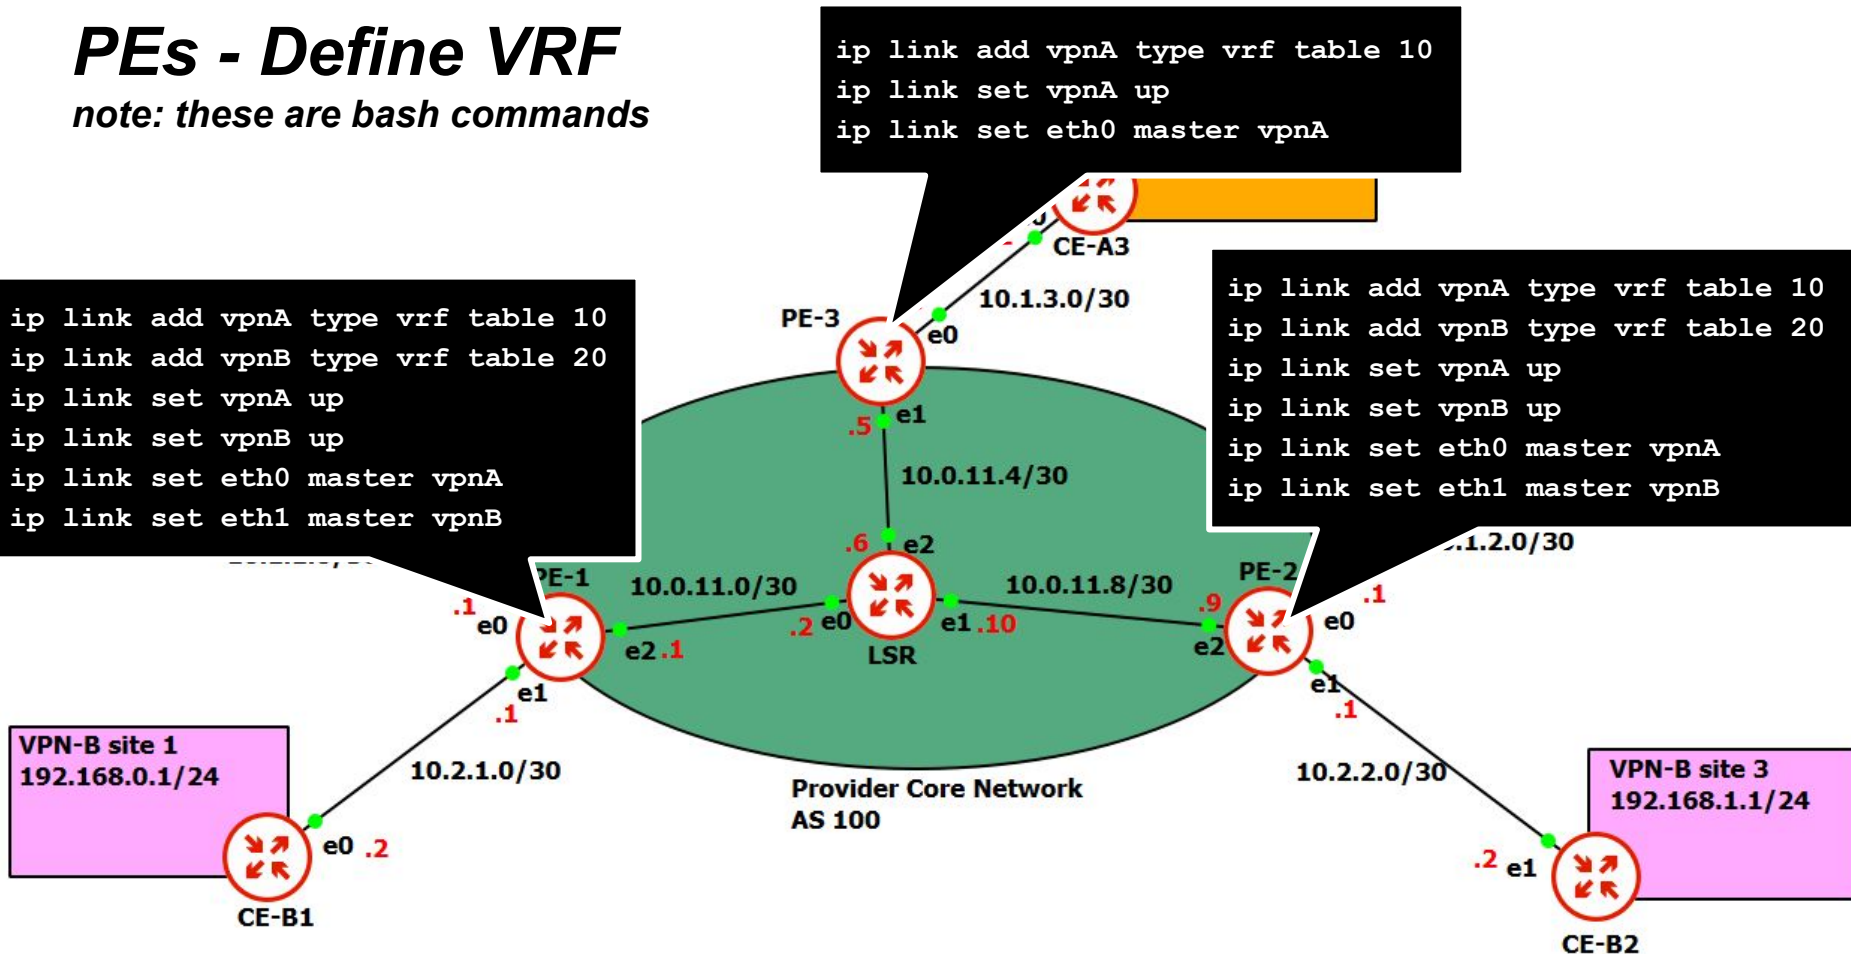 PEs - Define VRF
note: these are bash commands
ip link add vpnA type vrf table 10
ip link set vpnA up
ip link set eth0 master vpnA
CE-A3
10.1.3.0/30
PE-3
e0
ip link add vpnA type vrf table 10
ip link add vpnB type vrf table 20
ip link set vpnA up
ip link set vpnB up
ip link set eth0 master vpnA
ip link set eth1 master vpnB
ip link add vpnA type vrf table 10
ip link add vpnB type vrf table 20
ip link set vpnA up
ip link set vpnB up
ip link set eth0 master vpnA
ip link set eth1 master vpnB
.5
e1
10.0.11.4/30
.6
e2
.1.2.0/30
PE-1
10.0.11.0/30
10.0.11.8/30
PE-2
.1
e0
e2
.1
.2
e0
e1
.10
.9
e2
.1
e0
LSR
e1
.1
e1
.1
VPN-B site 1
192.168.0.1/24
10.2.1.0/30
Provider Core Network
AS 100
10.2.2.0/30
VPN-B site 3
192.168.1.1/24
e0
.2
CE-B1
.2
e1
CE-B2